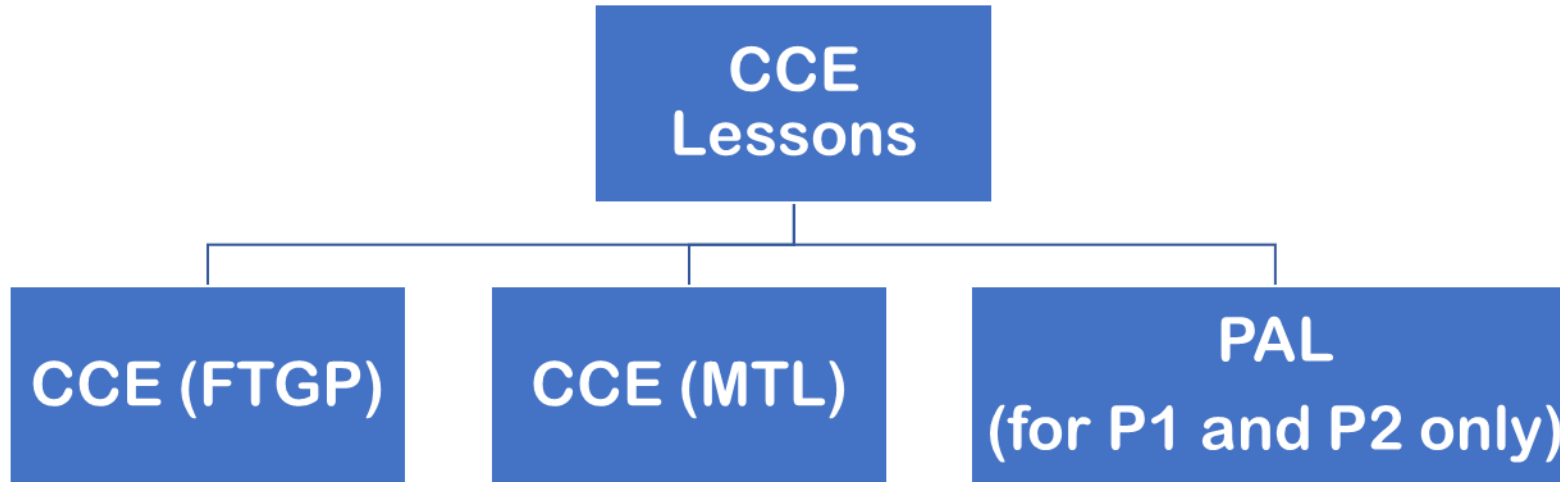 CCE
Lessons
CCE (FTGP)
CCE (MTL)
PAL
(for P1 and P2 only)